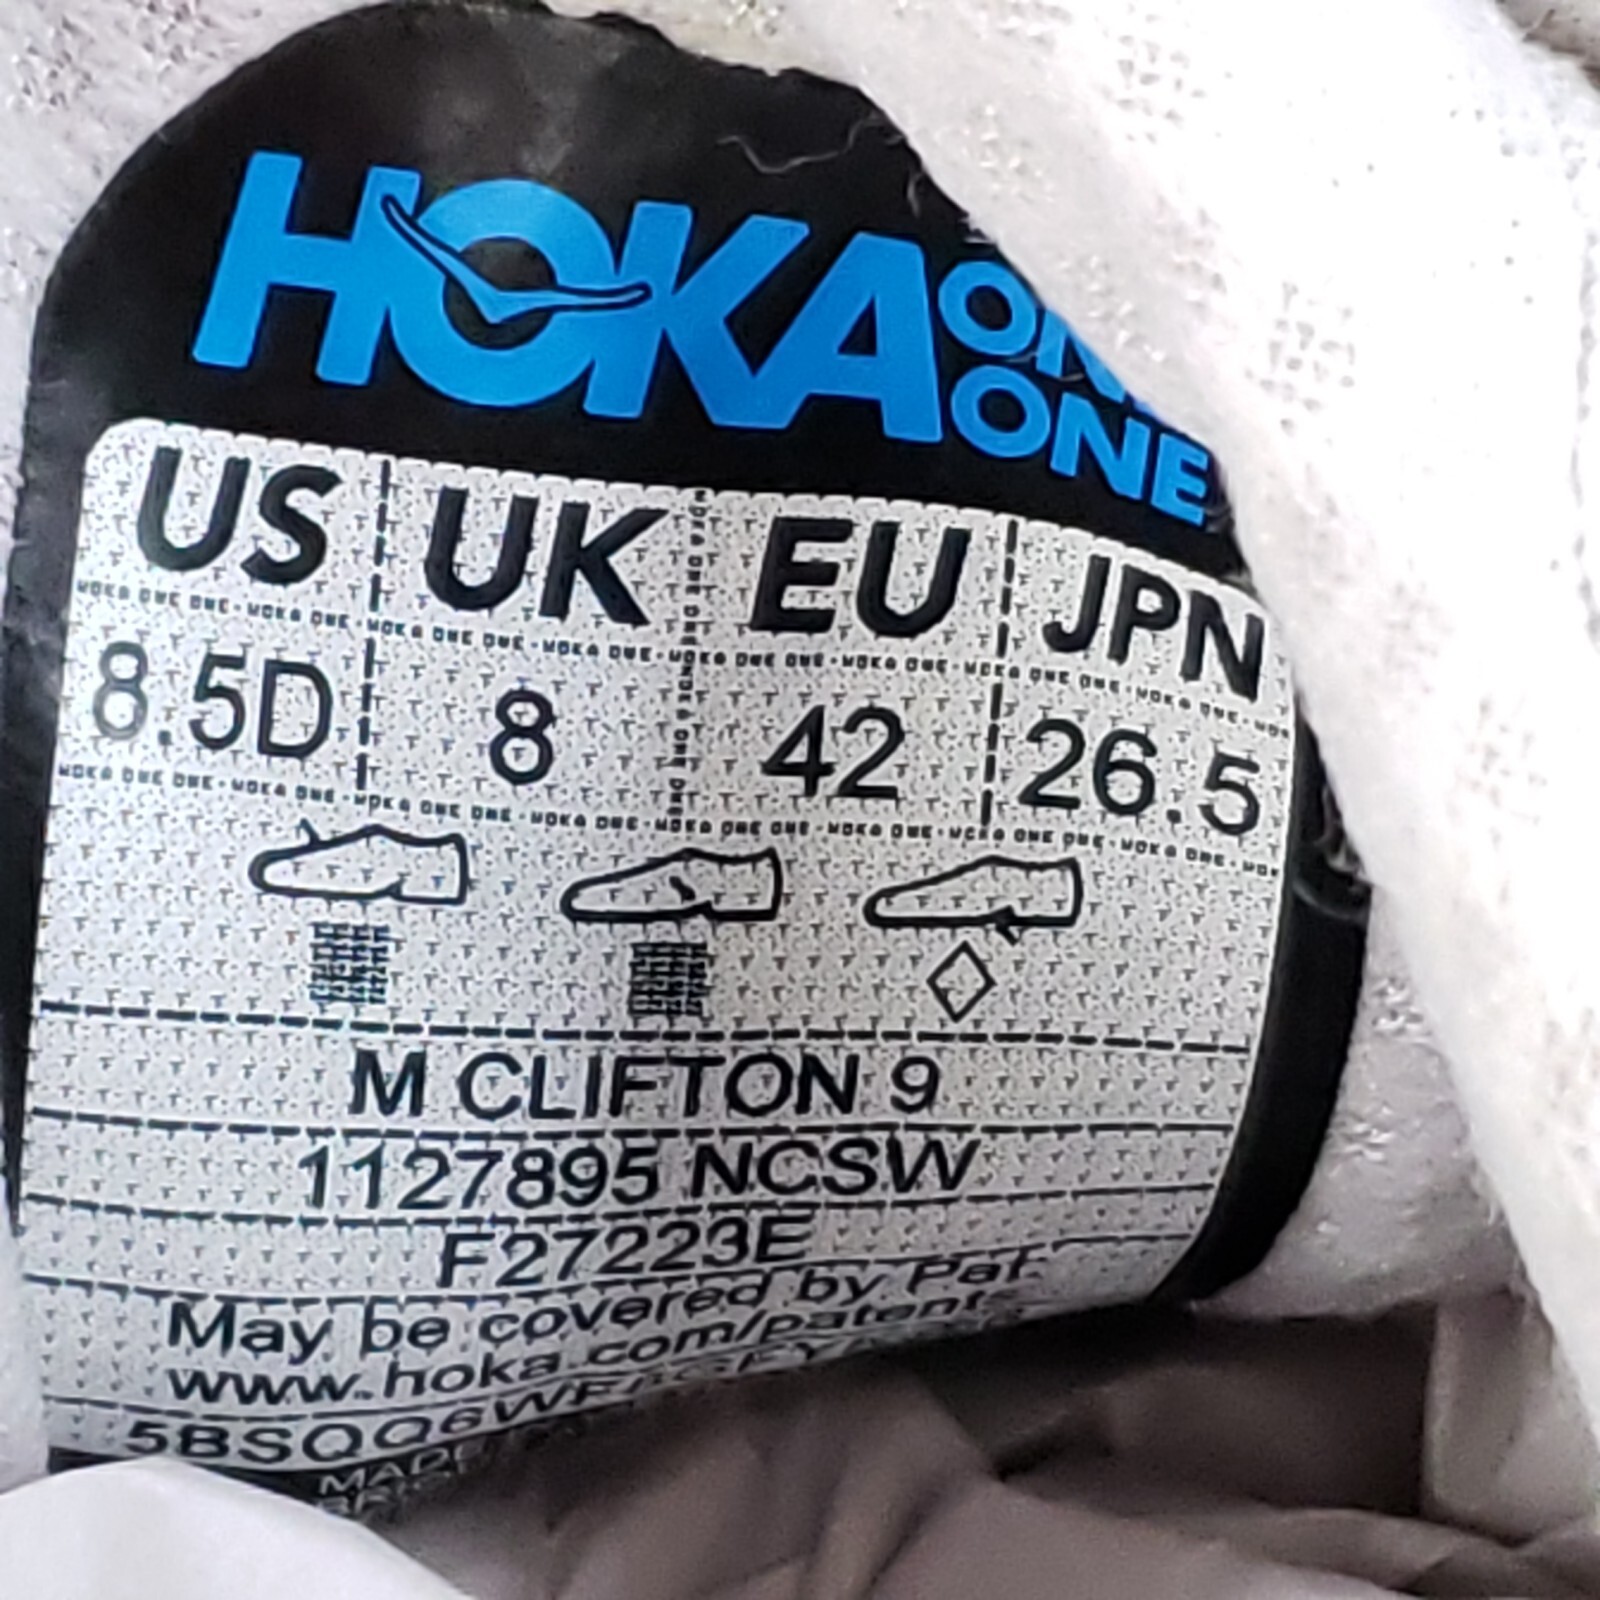 HOKA ONE ONE
US UK EU JPN
8.5D 8 42 26.5
M CLIFTON 9
1127895 NCSW
F27223E
May be covered by Pat.
www.hoka.com/patents